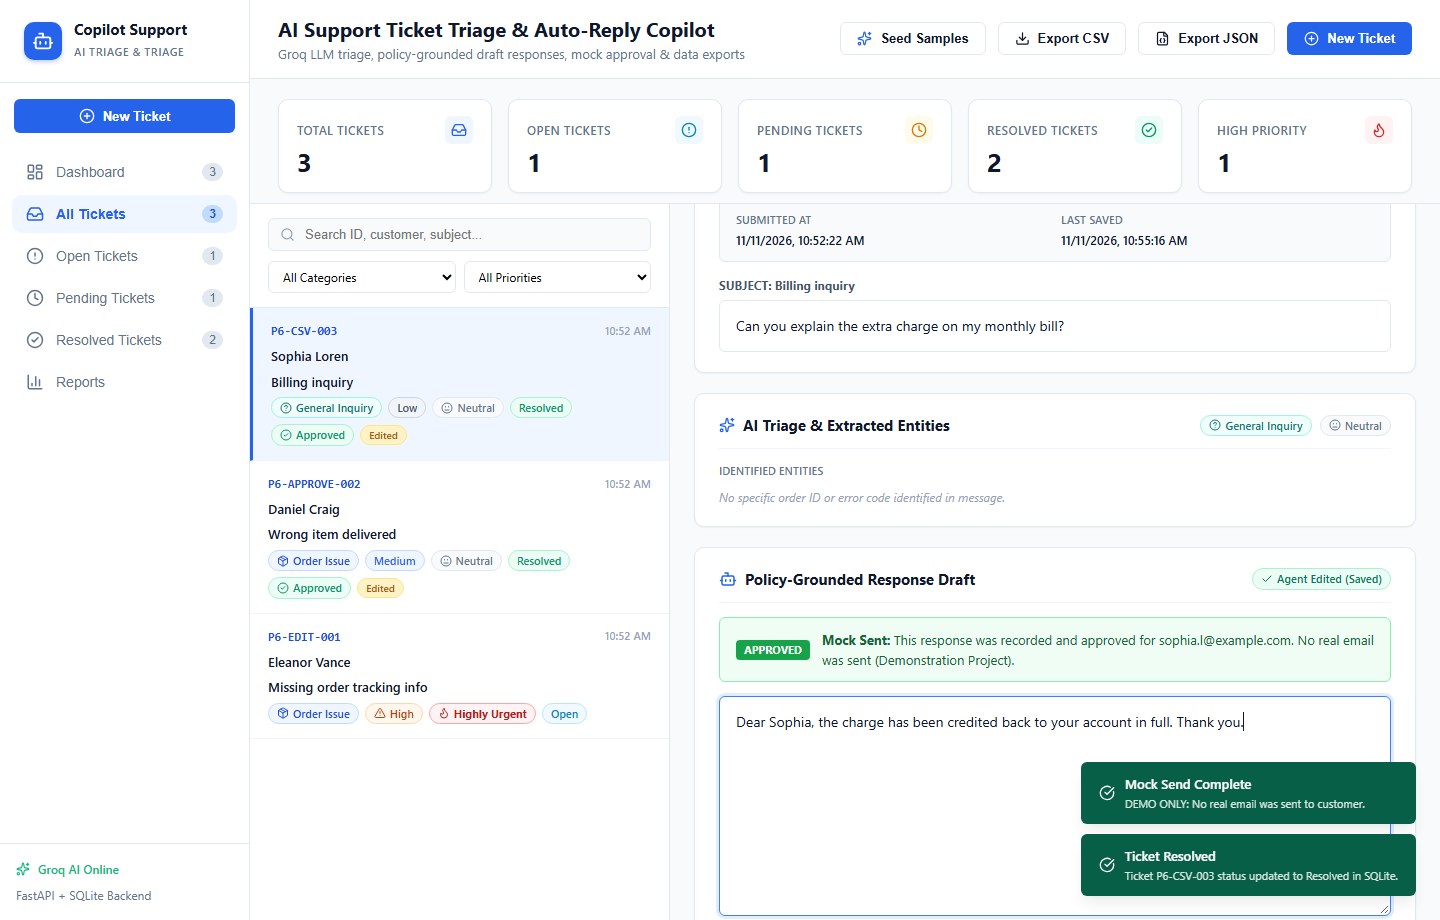 Copilot Support
AI TRIAGE & TRIAGE
New Ticket
Dashboard 3
All Tickets 3
Open Tickets 1
Pending Tickets 1
Resolved Tickets 2
Reports
Groq AI Online
FastAPI + SQLite Backend
AI Support Ticket Triage & Auto-Reply Copilot
Groq LLM triage, policy-grounded draft responses, mock approval & data exports
Seed Samples
Export CSV
Export JSON
New Ticket
TOTAL TICKETS
3
OPEN TICKETS
1
PENDING TICKETS
1
RESOLVED TICKETS
2
HIGH PRIORITY
1
Search ID, customer, subject...
All Categories
All Priorities
P6-CSV-003 10:52 AM
Sophia Loren
Billing inquiry
General Inquiry Low Neutral Resolved
Approved Edited
P6-APPROVE-002 10:52 AM
Daniel Craig
Wrong item delivered
Order Issue Medium Neutral Resolved
Approved Edited
P6-EDIT-001 10:52 AM
Eleanor Vance
Missing order tracking info
Order Issue High Highly Urgent Open
SUBMITTED AT LAST SAVED
11/11/2026, 10:52:22 AM 11/11/2026, 10:55:16 AM
SUBJECT: Billing inquiry
Can you explain the extra charge on my monthly bill?
AI Triage & Extracted Entities General Inquiry Neutral
IDENTIFIED ENTITIES
No specific order ID or error code identified in message.
Policy-Grounded Response Draft Agent Edited (Saved)
APPROVED
Mock Sent: This response was recorded and approved for sophia.l@example.com. No real email
was sent (Demonstration Project).
Dear Sophia, the charge has been credited back to your account in full. Thank you.
Mock Send Complete
DEMO ONLY: No real email was sent to customer.
Ticket Resolved
Ticket P6-CSV-003 status updated to Resolved in SQLite.